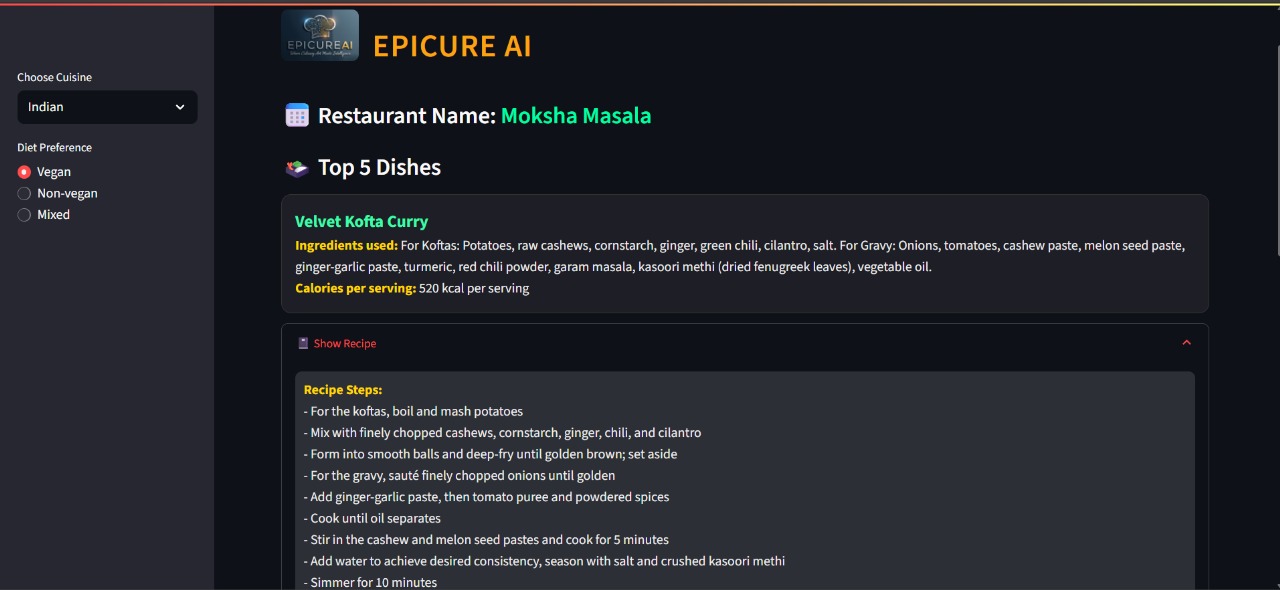 Choose Cuisine
Indian
Diet Preference
Vegan
Non-vegan
Mixed
EPICUREAI
EPICURE AI
Restaurant Name: Moksha Masala
Top 5 Dishes
Velvet Kofta Curry
Ingredients used: For Koftas: Potatoes, raw cashews, cornstarch, ginger, green chili, cilantro, salt. For Gravy: Onions, tomatoes, cashew paste, melon seed paste,
ginger-garlic paste, turmeric, red chili powder, garam masala, kasoori methi (dried fenugreek leaves), vegetable oil.
Calories per serving: 520 kcal per serving
Show Recipe
Recipe Steps:
- For the koftas, boil and mash potatoes
- Mix with finely chopped cashews, cornstarch, ginger, chili, and cilantro
- Form into smooth balls and deep-fry until golden brown; set aside
- For the gravy, sauté finely chopped onions until golden
- Add ginger-garlic paste, then tomato puree and powdered spices
- Cook until oil separates
- Stir in the cashew and melon seed pastes and cook for 5 minutes
- Add water to achieve desired consistency, season with salt and crushed kasoori methi
- Simmer for 10 minutes